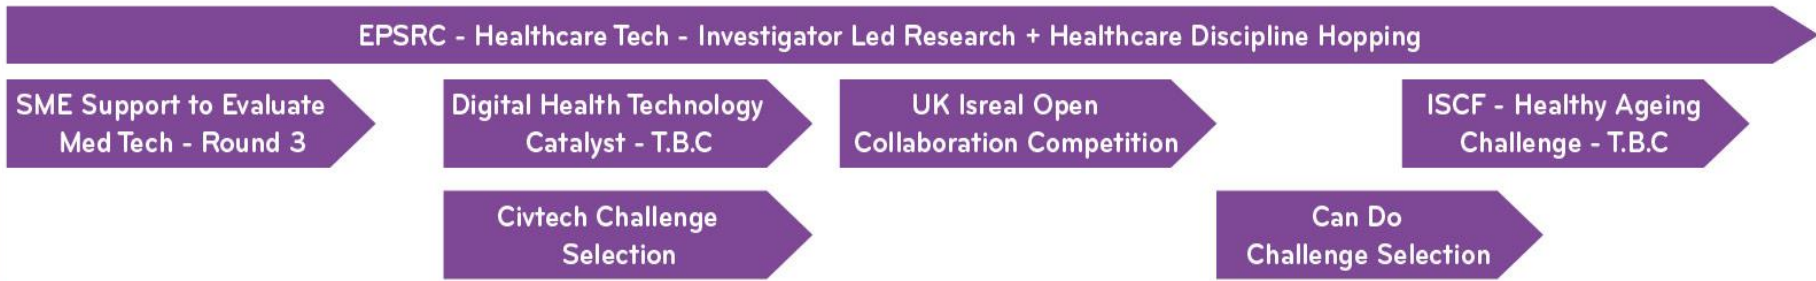 EPSRC - Healthcare Tech - Investigator Led Research + Healthcare Discipline Hopping
SME Support to Evaluate
Med Tech - Round 3
Digital Health Technology
Catalyst - T.B.C
UK Isreal Open
Collaboration Competition
ISCF - Healthy Ageing
Challenge - T.B.C
Civtech Challenge
Selection
Can Do
Challenge Selection